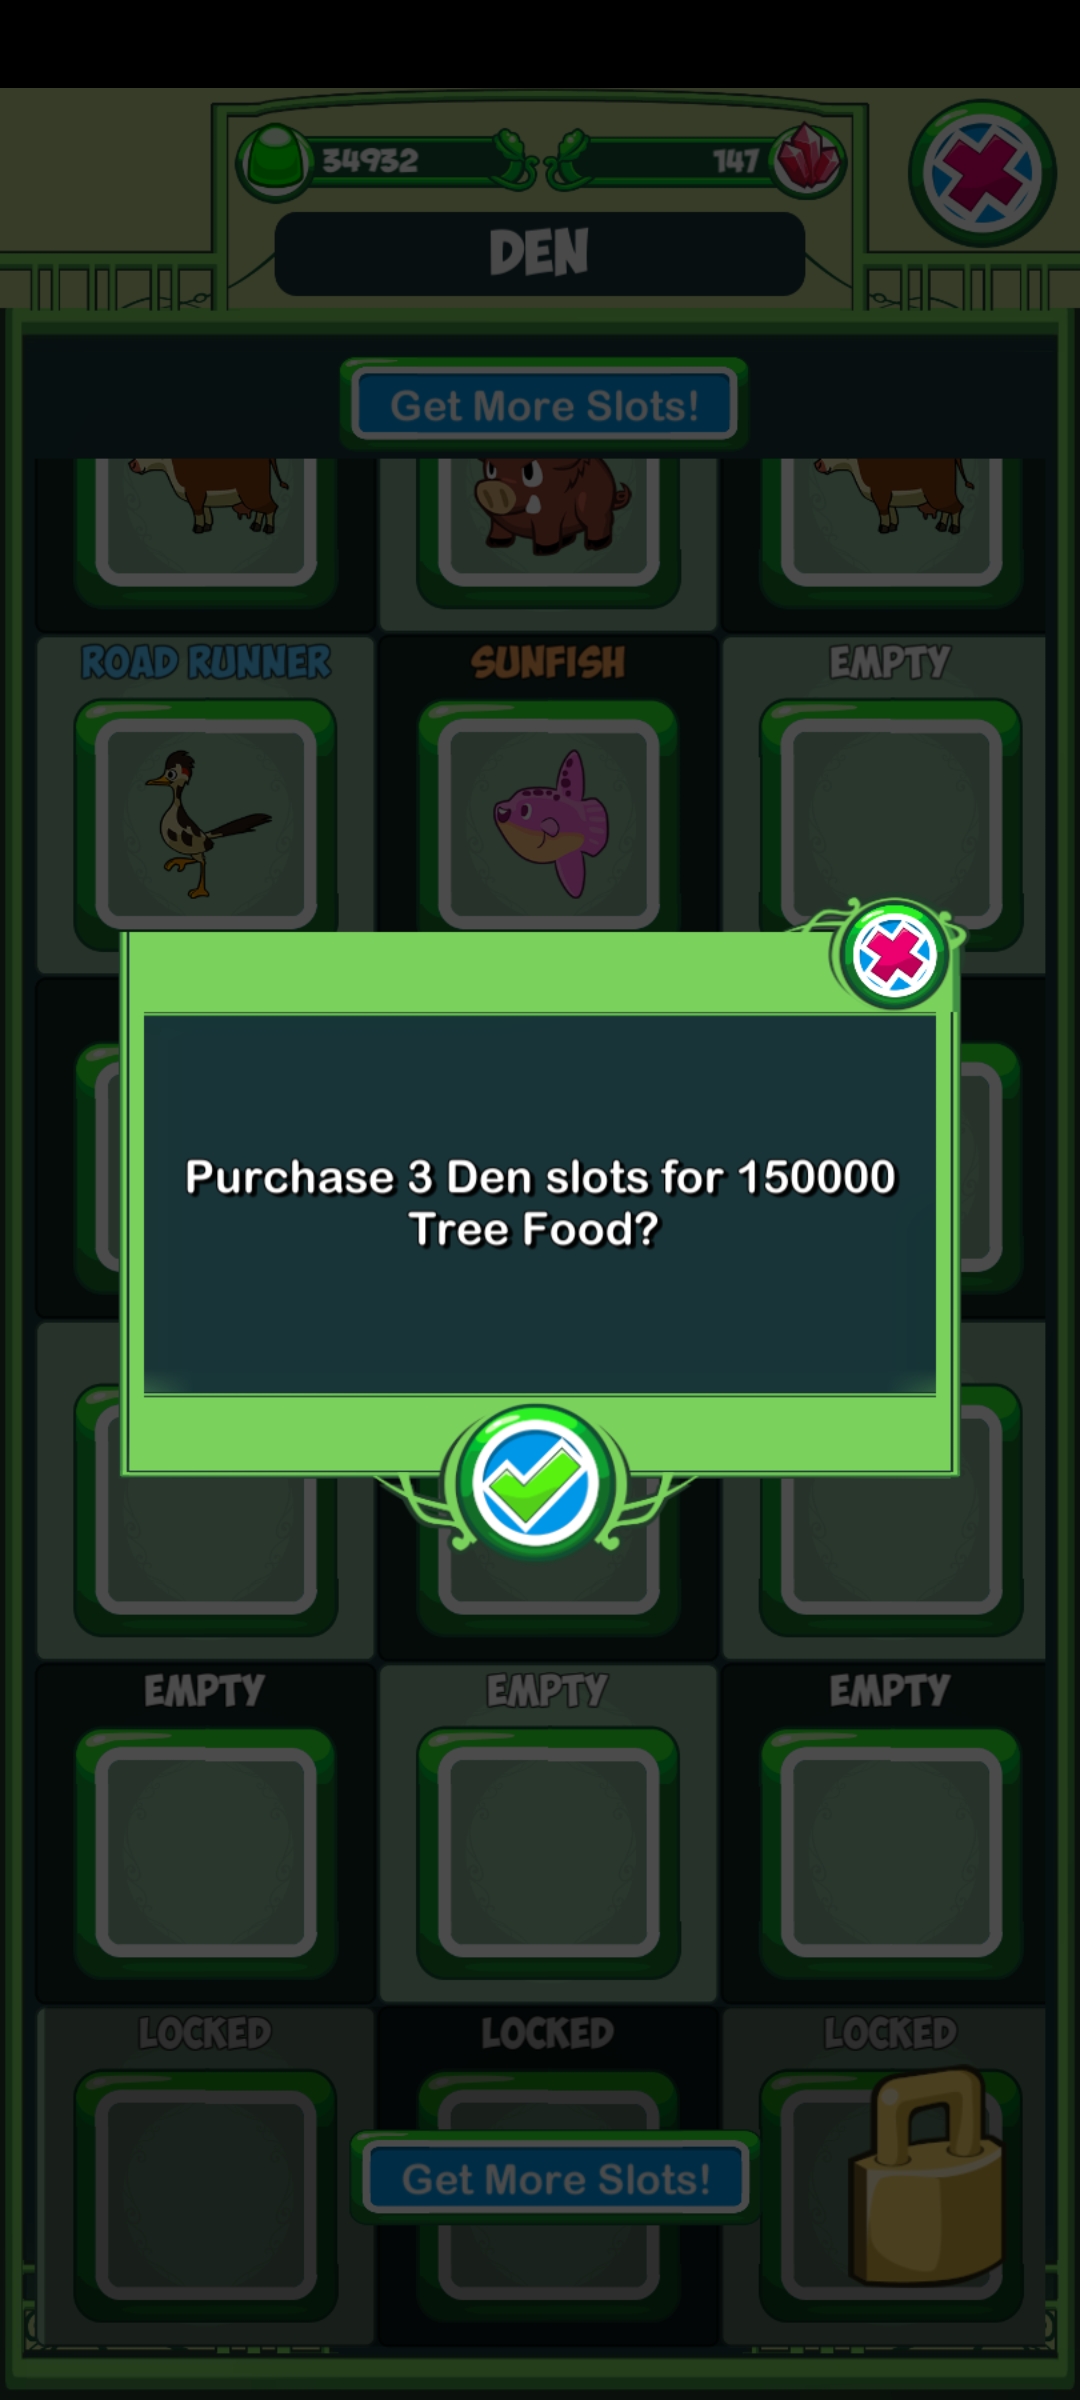 34932
147
DEN
Get More Slots!
ROAD RUNNER
SUNFISH
EMPTY
Purchase 3 Den slots for 150000
Tree Food?
EMPTY
EMPTY
EMPTY
LOCKED
LOCKED
LOCKED
Get More Slots!